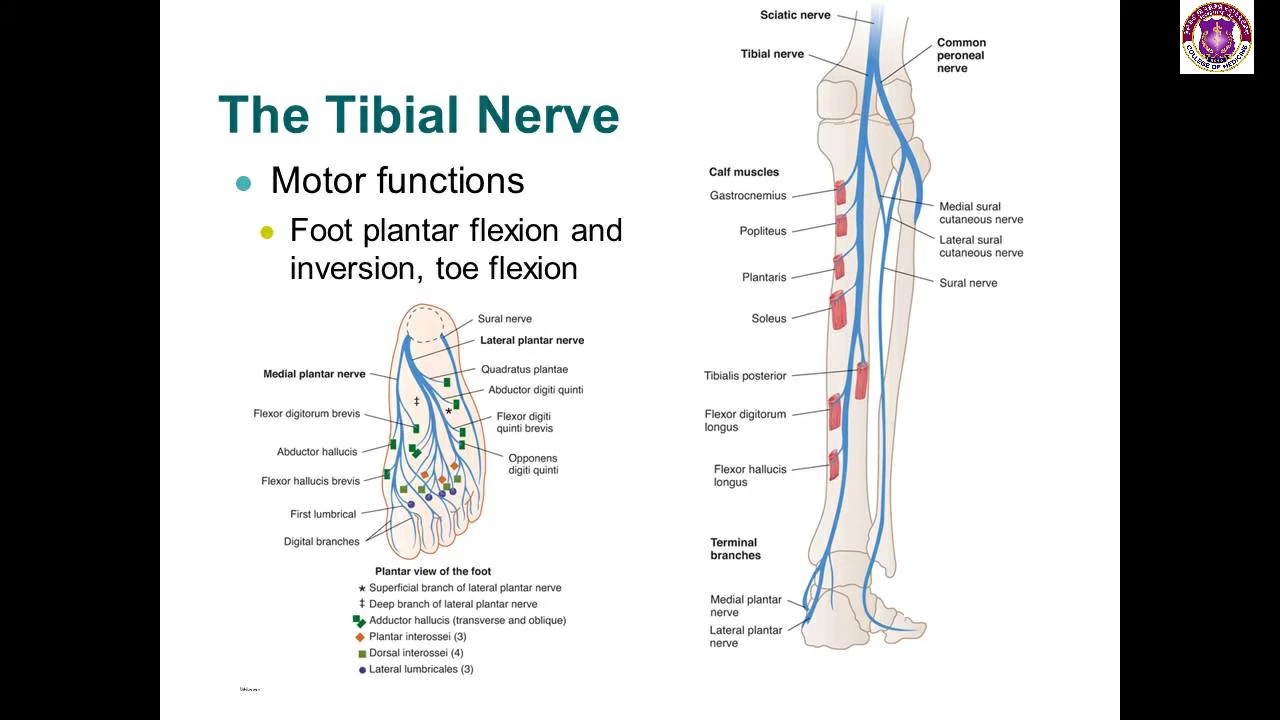 The Tibial Nerve
Motor functions
Foot plantar flexion and
inversion, toe flexion
Sural nerve
Lateral plantar nerve
Medial plantar nerve
Quadratus plantae
Abductor digiti quinti
Flexor digitorum brevis
Flexor digiti
quinti brevis
Abductor hallucis
Opponens
digiti quinti
Flexor hallucis brevis
First lumbrical
Digital branches
‡
*
Plantar view of the foot
* Superficial branch of lateral plantar nerve
‡ Deep branch of lateral plantar nerve
Adductor hallucis (transverse and oblique)
Plantar interossei (3)
Dorsal interossei (4)
Lateral lumbricales (3)
Sciatic nerve
Tibial nerve
Common
peroneal
nerve
Calf muscles
Gastrocnemius
Popliteus
Plantaris
Soleus
Medial sural
cutaneous nerve
Lateral sural
cutaneous nerve
Sural nerve
Tibialis posterior
Flexor digitorum
longus
Flexor hallucis
longus
Terminal
branches
Medial plantar
nerve
Lateral plantar
nerve
COLLEGE OF MEDICINE